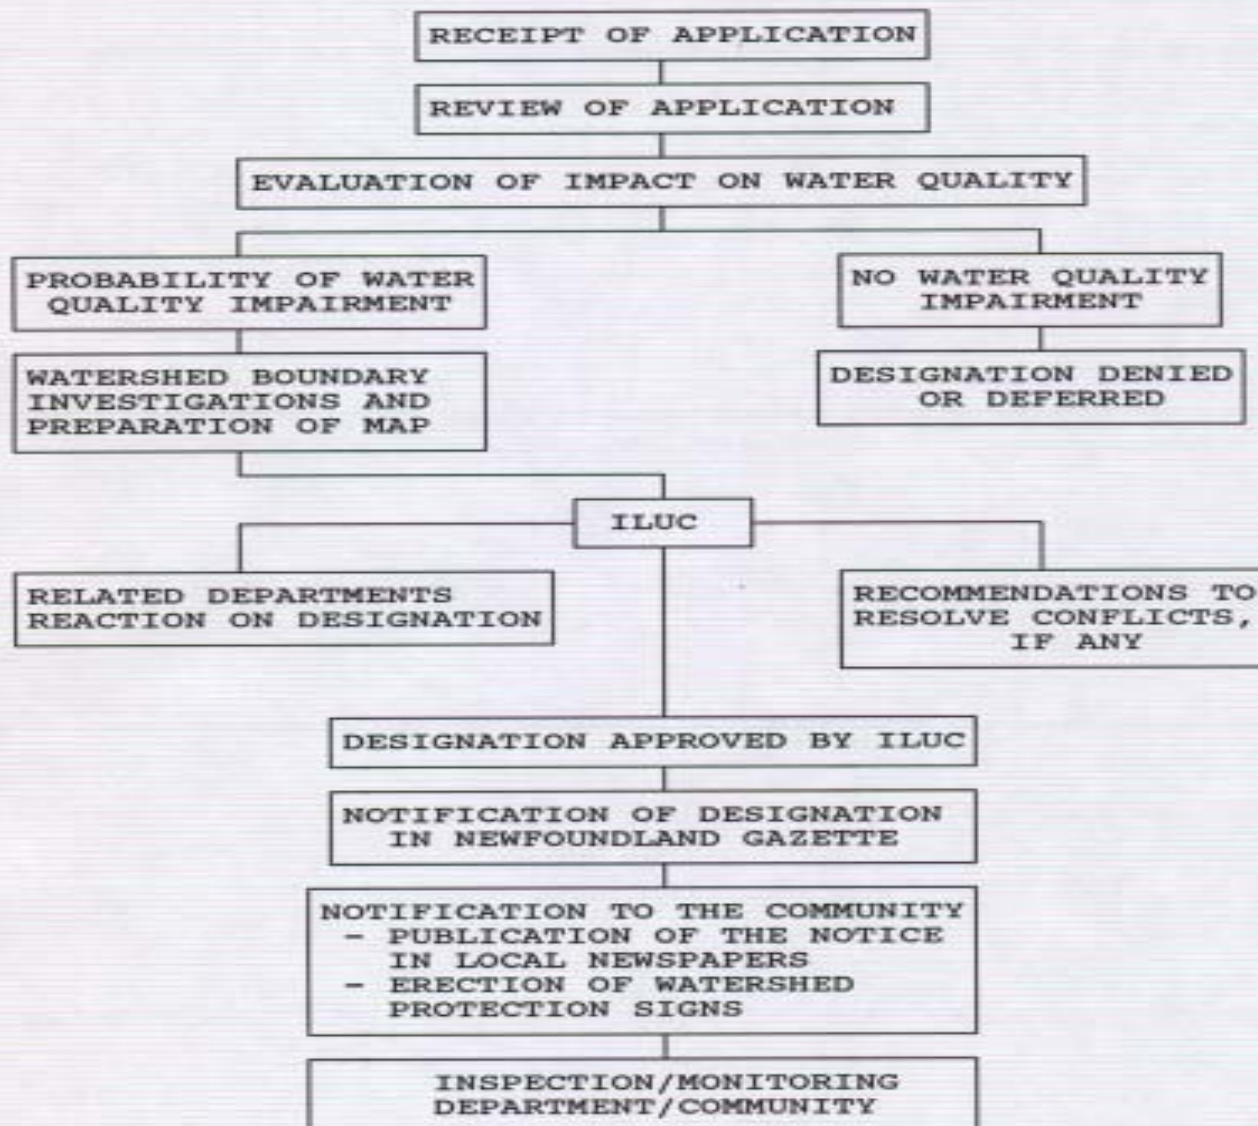 RECEIPT OF APPLICATION
REVIEW OF APPLICATION
EVALUATION OF IMPACT ON WATER QUALITY
PROBABILITY OF WATER
QUALITY IMPAIRMENT
NO WATER QUALITY
IMPAIRMENT
WATERSHED BOUNDARY
INVESTIGATIONS AND
PREPARATION OF MAP
DESIGNATION DENIED
OR DEFERRED
ILUC
RELATED DEPARTMENTS
REACTION ON DESIGNATION
RECOMMENDATIONS TO
RESOLVE CONFLICTS,
IF ANY
DESIGNATION APPROVED BY ILUC
NOTIFICATION OF DESIGNATION
IN NEWFOUNDLAND GAZETTE
NOTIFICATION TO THE COMMUNITY
- PUBLICATION OF THE NOTICE
IN LOCAL NEWSPAPERS
- ERECTION OF WATERSHED
PROTECTION SIGNS
INSPECTION/MONITORING
DEPARTMENT/COMMUNITY